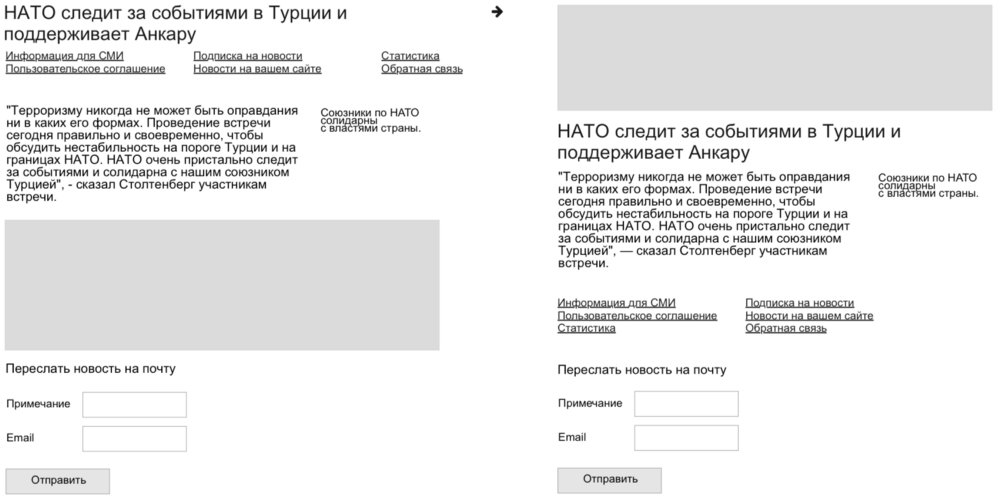 НАТО следит за событиями в Турции и
поддерживает Анкару
Информация для СМИ
Пользовательское соглашение
Подписка на новости
Новости на вашем сайте
Статистика
Обратная связь
"Терроризму никогда не может быть оправдания
ни в каких его формах. Проведение встречи
сегодня правильно и своевременно, чтобы
обсудить нестабильность на пороге Турции и на
границах НАТО. НАТО очень пристально следит
за событиями и солидарна с нашим союзником
Турцией", - сказал Столтенберг участникам
встречи.
Союзники по НАТО
солидарны
с властями страны.
Переслать новость на почту
Примечание
Email
Отправить
НАТО следит за событиями в Турции и
поддерживает Анкару
"Терроризму никогда не может быть оправдания
ни в каких его формах. Проведение встречи
сегодня правильно и своевременно, чтобы
обсудить нестабильность на пороге Турции и на
границах НАТО. НАТО очень пристально следит
за событиями и солидарна с нашим союзником
Турцией", — сказал Столтенберг участникам
встречи.
Союзники по НАТО
солидарны
с властями страны.
Информация для СМИ
Пользовательское соглашение
Статистика
Подписка на новости
Новости на вашем сайте
Обратная связь
Переслать новость на почту
Примечание
Email
Отправить